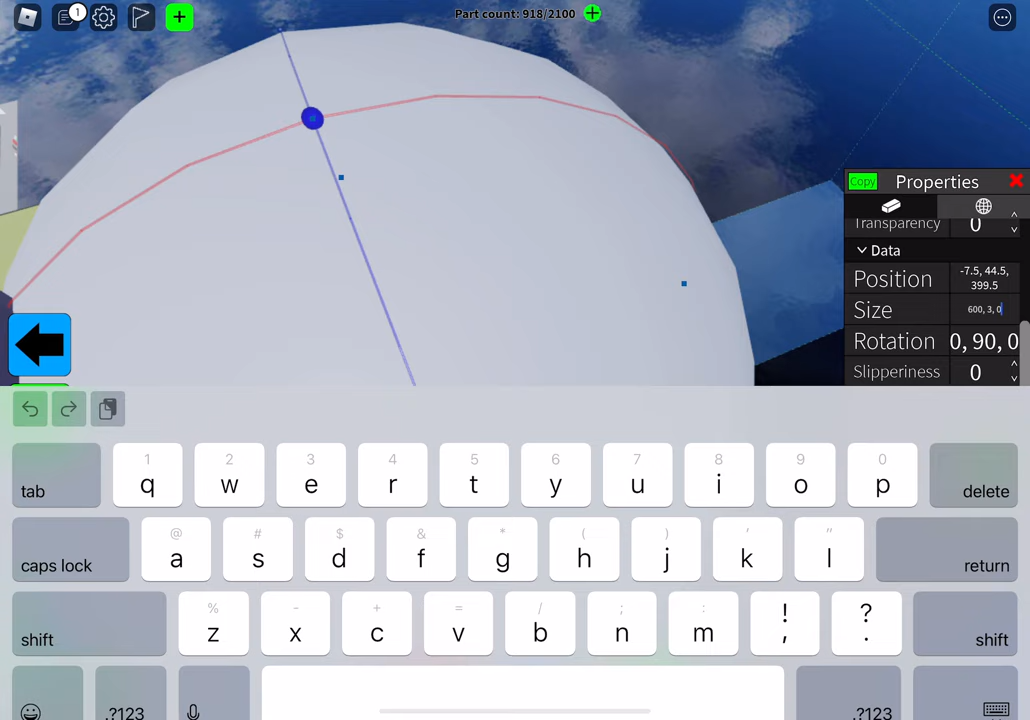 1
+
Part count: 918/2100 +
Copy Properties
Transparency 0
Data
Position -7.5, 44.5, 399.5
Size 600, 3, 0
Rotation 0, 90, 0
Slipperiness 0
1 2 3 4 5 6 7 8 9 0
tab q w e r t y u i o p delete
@ # $ & * ( ) ' "
caps lock a s d f g h j k l return
% - + = / ; : ! ?
shift z x c v b n m , . shift
.?123 .?123